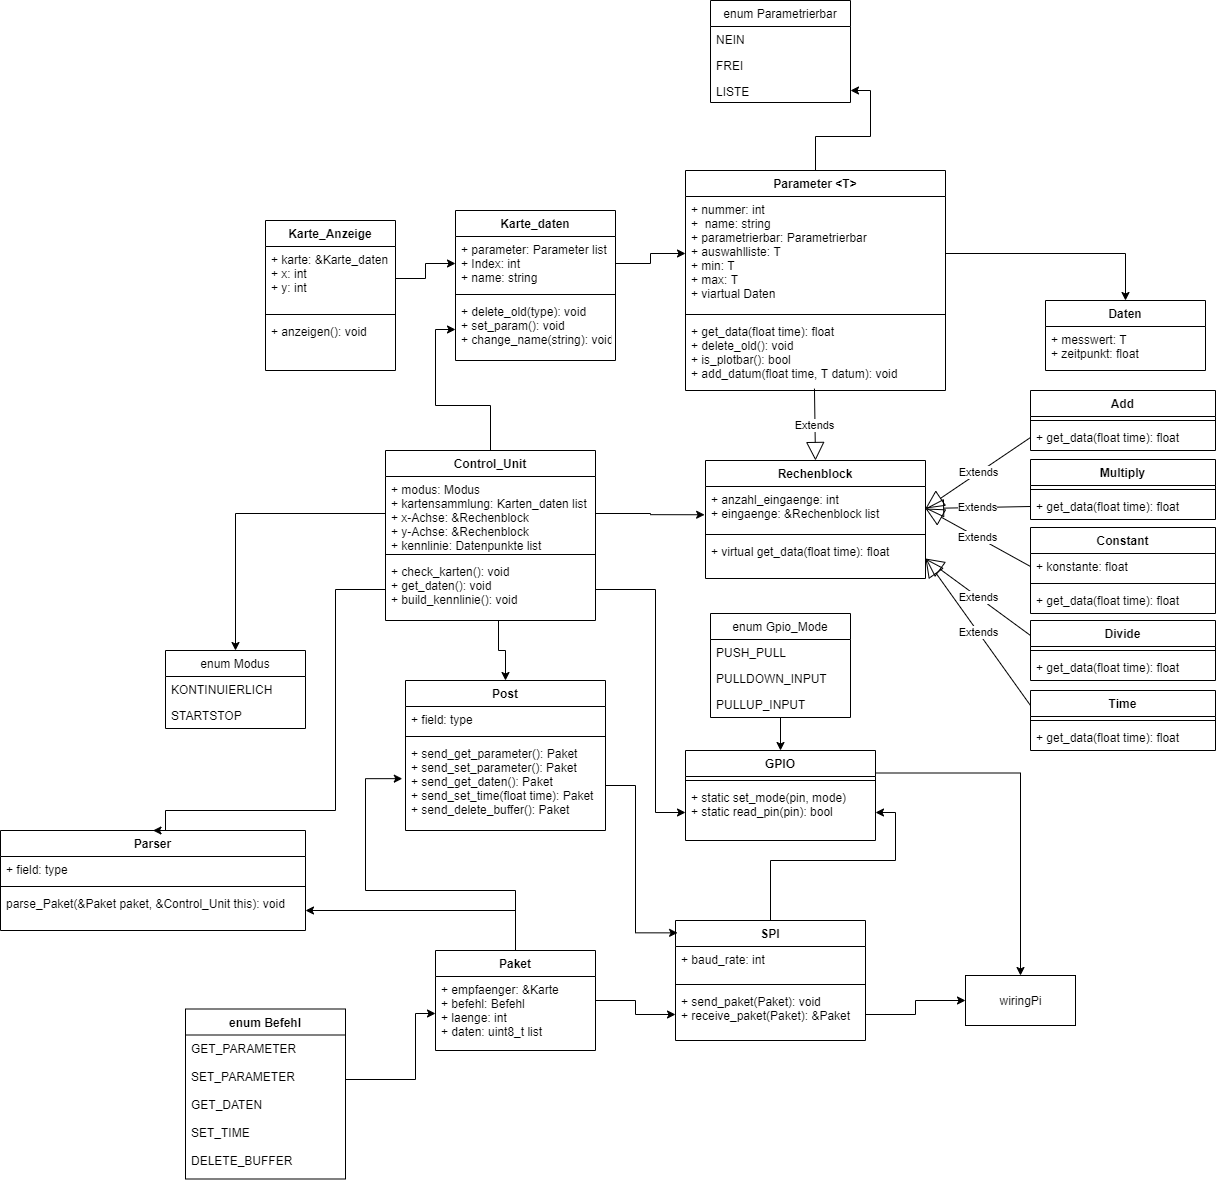 enum Parametrierbar
NEIN
FREI
LISTE
Parameter <T>
+ nummer: int
+ name: string
+ parametrierbar: Parametrierbar
+ auswahlliste: T
+ min: T
+ max: T
+ viartual Daten
+ get_data(float time): float
+ delete_old(): void
+ is_plotbar(): bool
+ add_datum(float time, T datum): void
Karte_daten
+ parameter: Parameter list
+ Index: int
+ name: string
+ delete_old(type): void
+ set_param(): void
+ change_name(string): void
Karte_Anzeige
+ karte: &Karte_daten
+ x: int
+ y: int
+ anzeigen(): void
Daten
+ messwert: T
+ zeitpunkt: float
Extends
Add
+ get_data(float time): float
Extends
Multiply
+ get_data(float time): float
Extends
Constant
+ konstante: float
+ get_data(float time): float
Extends
Divide
+ get_data(float time): float
Extends
Time
+ get_data(float time): float
Extends
Rechenblock
+ anzahl_eingaenge: int
+ eingaenge: &Rechenblock list
+ virtual get_data(float time): float
Control_Unit
+ modus: Modus
+ kartensammlung: Karten_daten list
+ x-Achse: &Rechenblock
+ y-Achse: &Rechenblock
+ kennlinie: Datenpunkte list
+ check_karten(): void
+ get_daten(): void
+ build_kennlinie(): void
enum Modus
KONTINUIERLICH
STARTSTOP
enum Gpio_Mode
PUSH_PULL
PULLDOWN_INPUT
PULLUP_INPUT
Post
+ field: type
+ send_get_parameter(): Paket
+ send_set_parameter(): Paket
+ send_get_daten(): Paket
+ send_set_time(float time): Paket
+ send_delete_buffer(): Paket
GPIO
+ static set_mode(pin, mode)
+ static read_pin(pin): bool
Parser
+ field: type
parse_Paket(&Paket paket, &Control_Unit this): void
SPI
+ baud_rate: int
+ send_paket(Paket): void
+ receive_paket(Paket): &Paket
Paket
+ empfaenger: &Karte
+ befehl: Befehl
+ laenge: int
+ daten: uint8_t list
wiringPi
enum Befehl
GET_PARAMETER
SET_PARAMETER
GET_DATEN
SET_TIME
DELETE_BUFFER